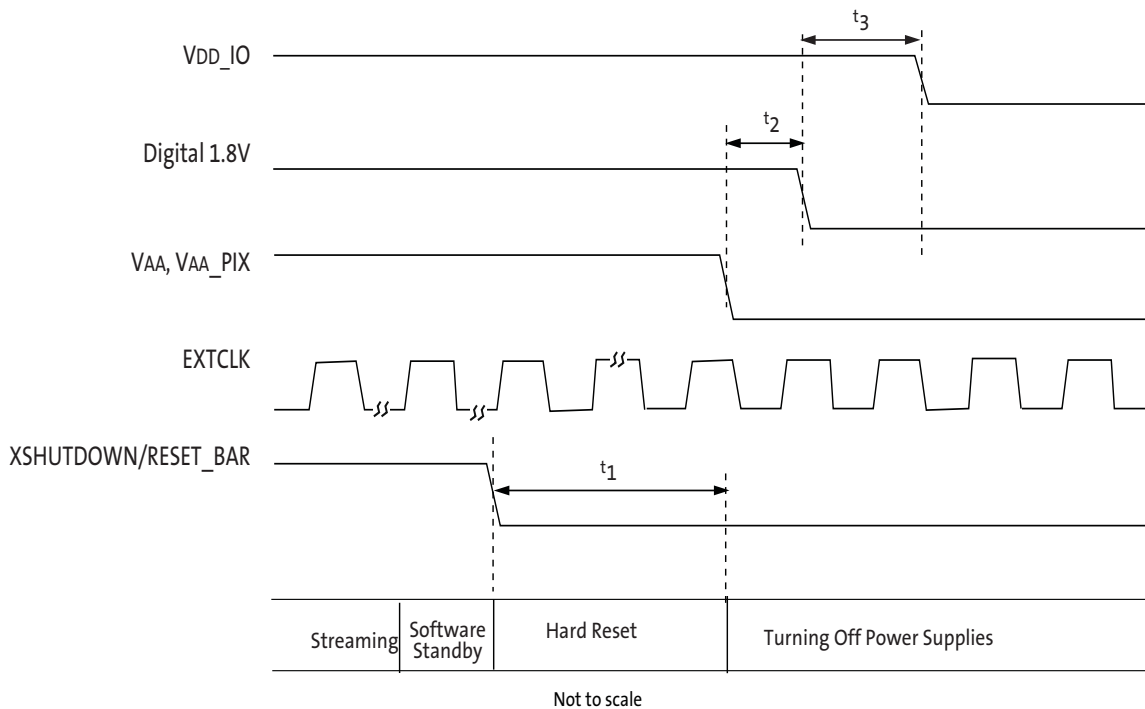 t3
VDD_IO
t2
Digital 1.8V
VAA, VAA_PIX
EXTCLK
XSHUTDOWN/RESET_BAR
t1
Streaming
Software
Standby
Hard Reset
Turning Off Power Supplies
Not to scale